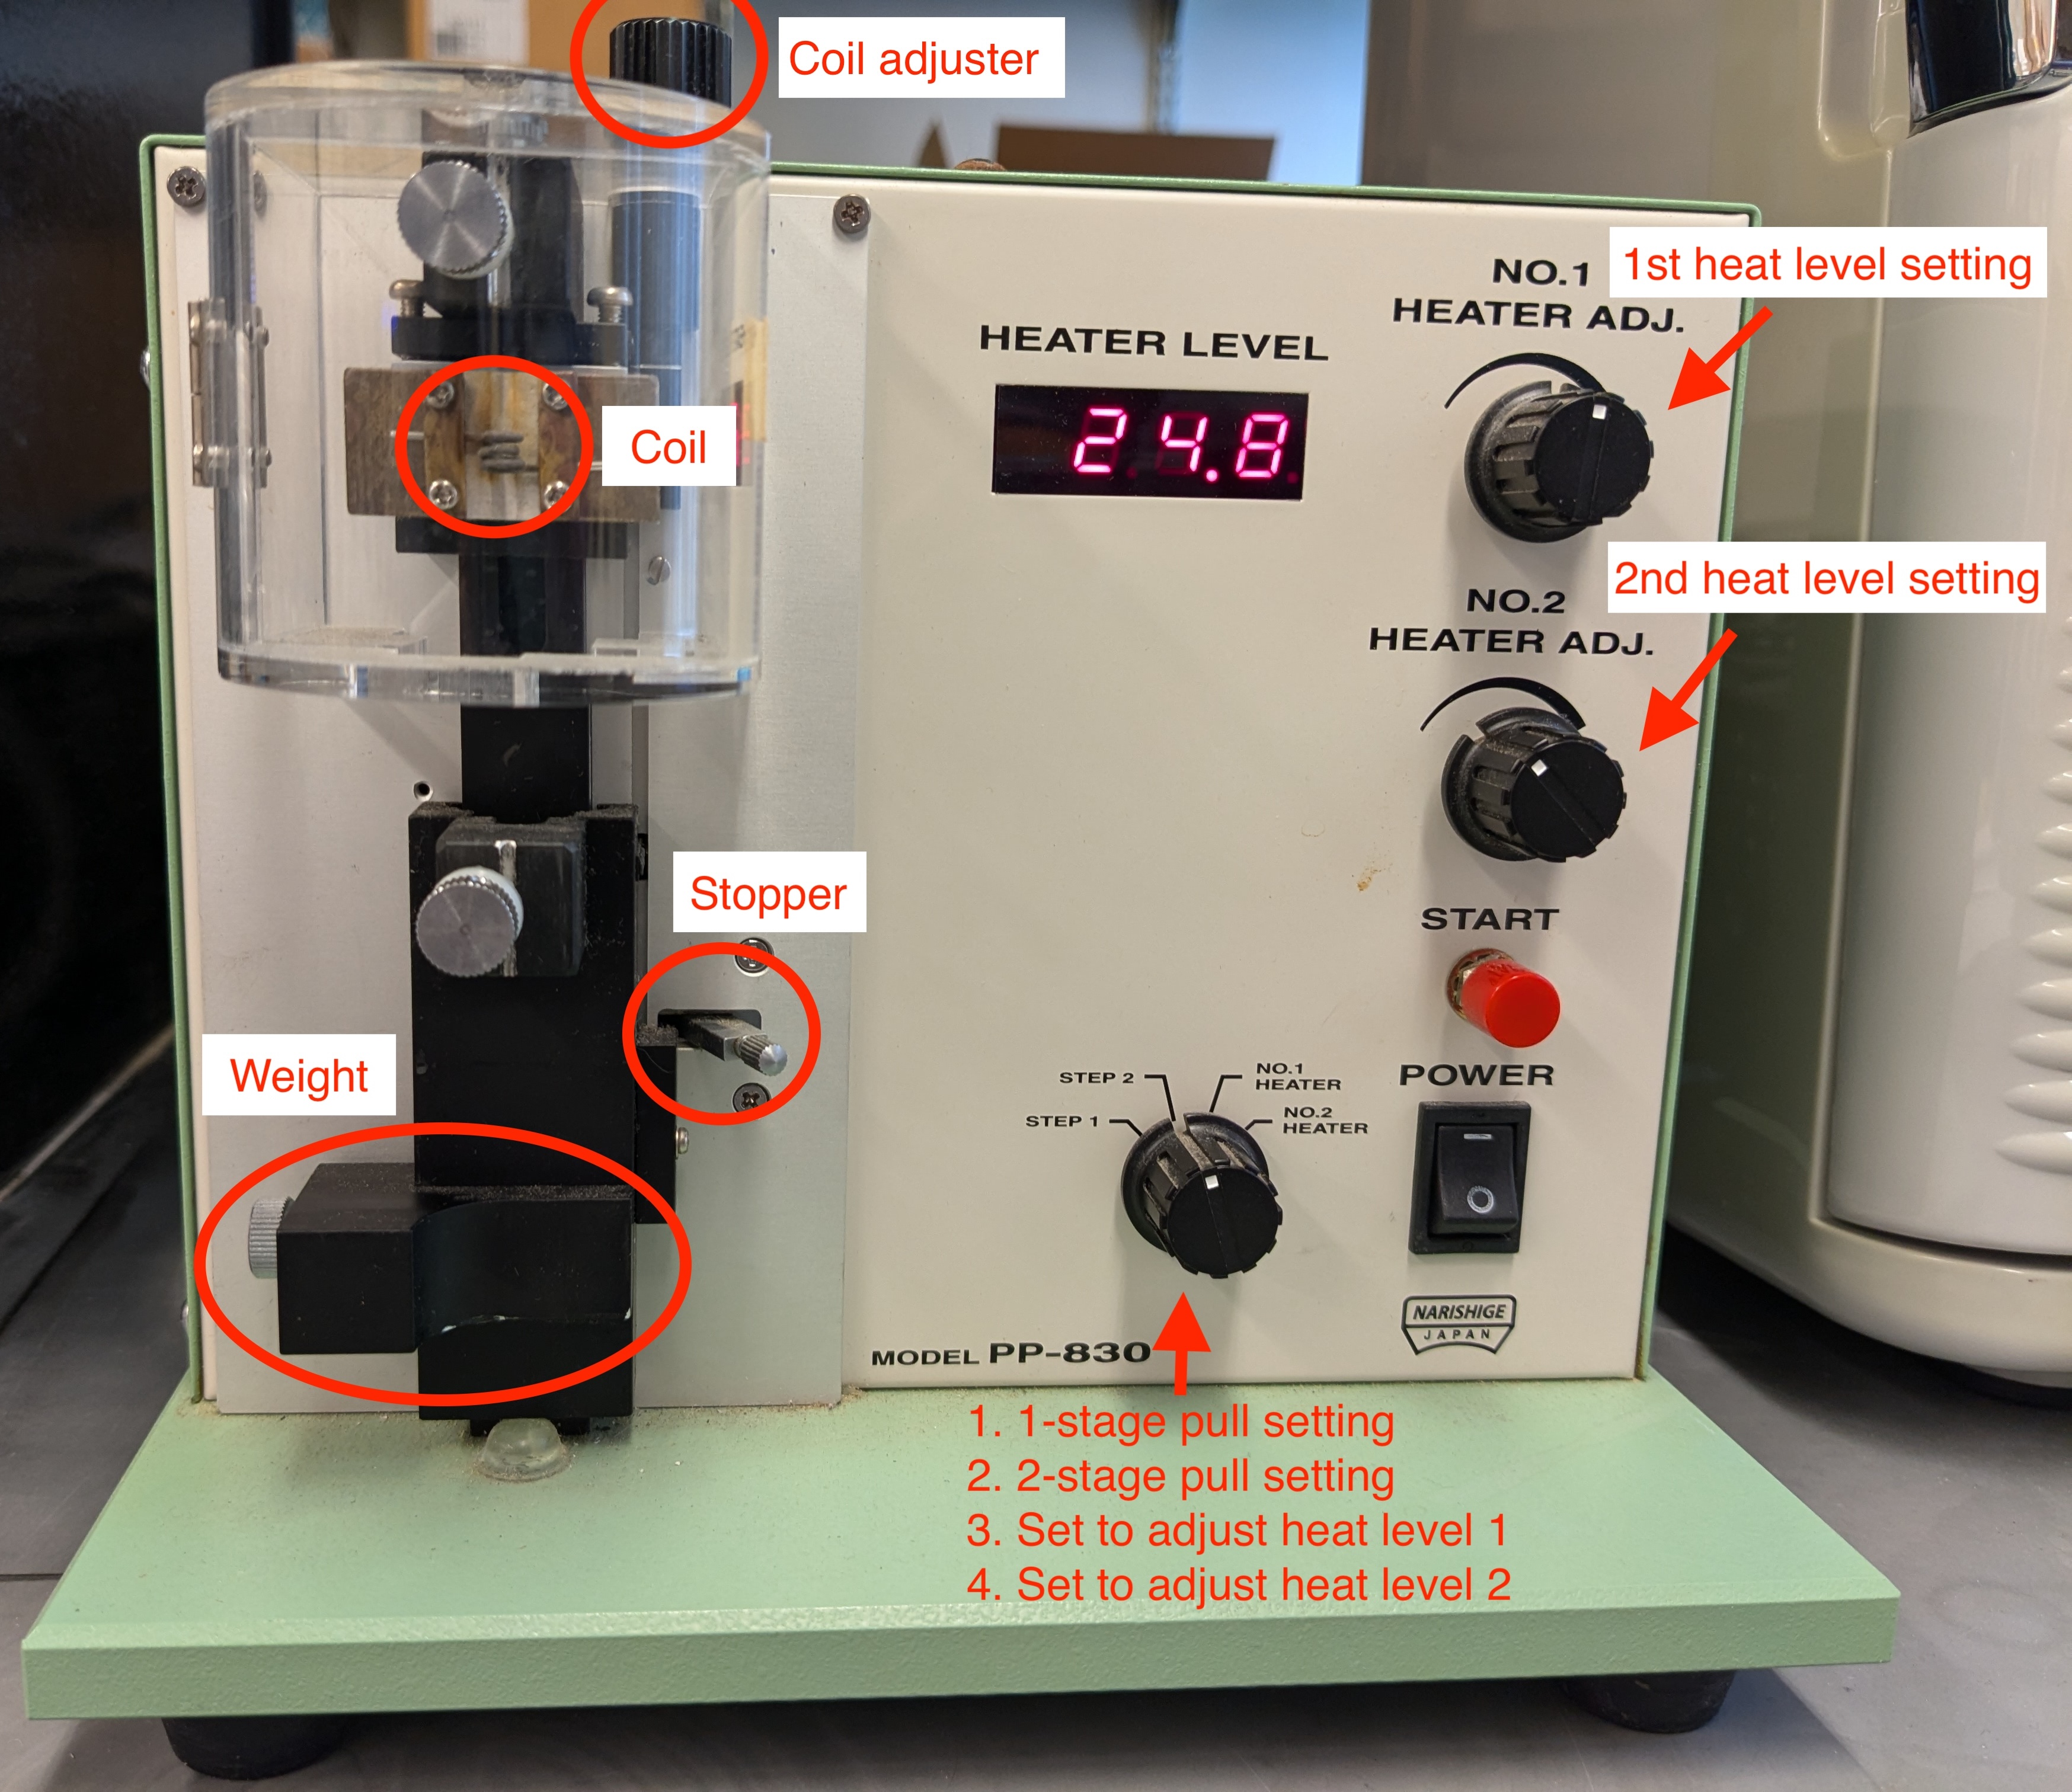 Coil adjuster
1st heat level setting
NO.1
HEATER ADJ.
HEATER LEVEL
24.8
Coil
2nd heat level setting
NO.2
HEATER ADJ.
Stopper
START
Weight
POWER
STEP 2
NO.1
HEATER
STEP 1
NO.2
HEATER
NARISHIGE
JAPAN
MODEL PP-830
1. 1-stage pull setting
2. 2-stage pull setting
3. Set to adjust heat level 1
4. Set to adjust heat level 2